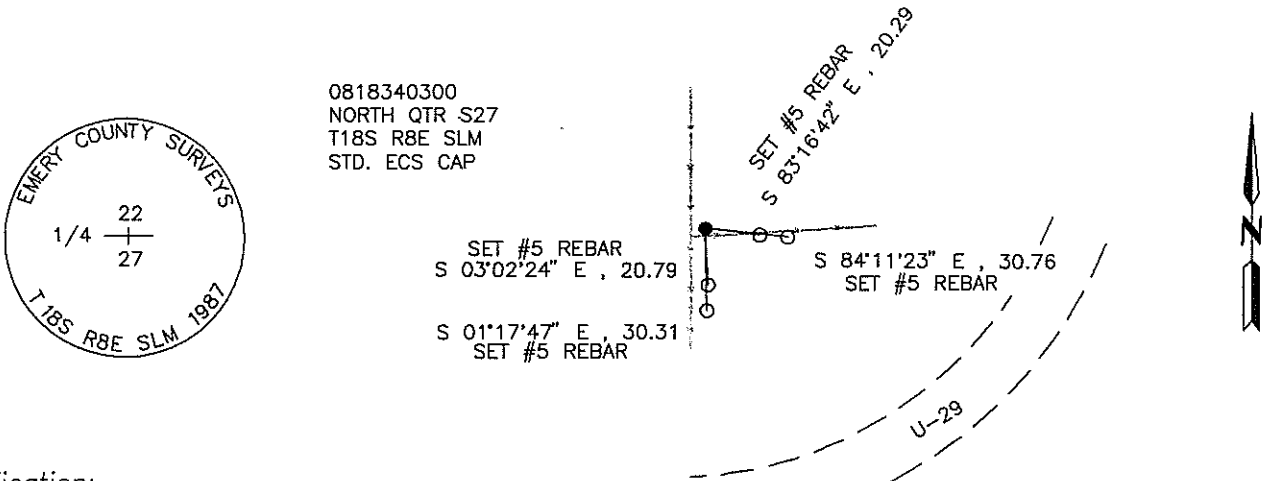 EMERY COUNTY SURVEYS
22
1/4
27
T18S R8E SLM 1987
0818340300
NORTH QTR S27
T18S R8E SLM
STD. ECS CAP
SET #5 REBAR
S 83°16'42" E , 20.29
SET #5 REBAR
S 03°02'24" E , 20.79
S 84°11'23" E , 30.76
SET #5 REBAR
S 01°17'47" E , 30.31
SET #5 REBAR
N
U-29